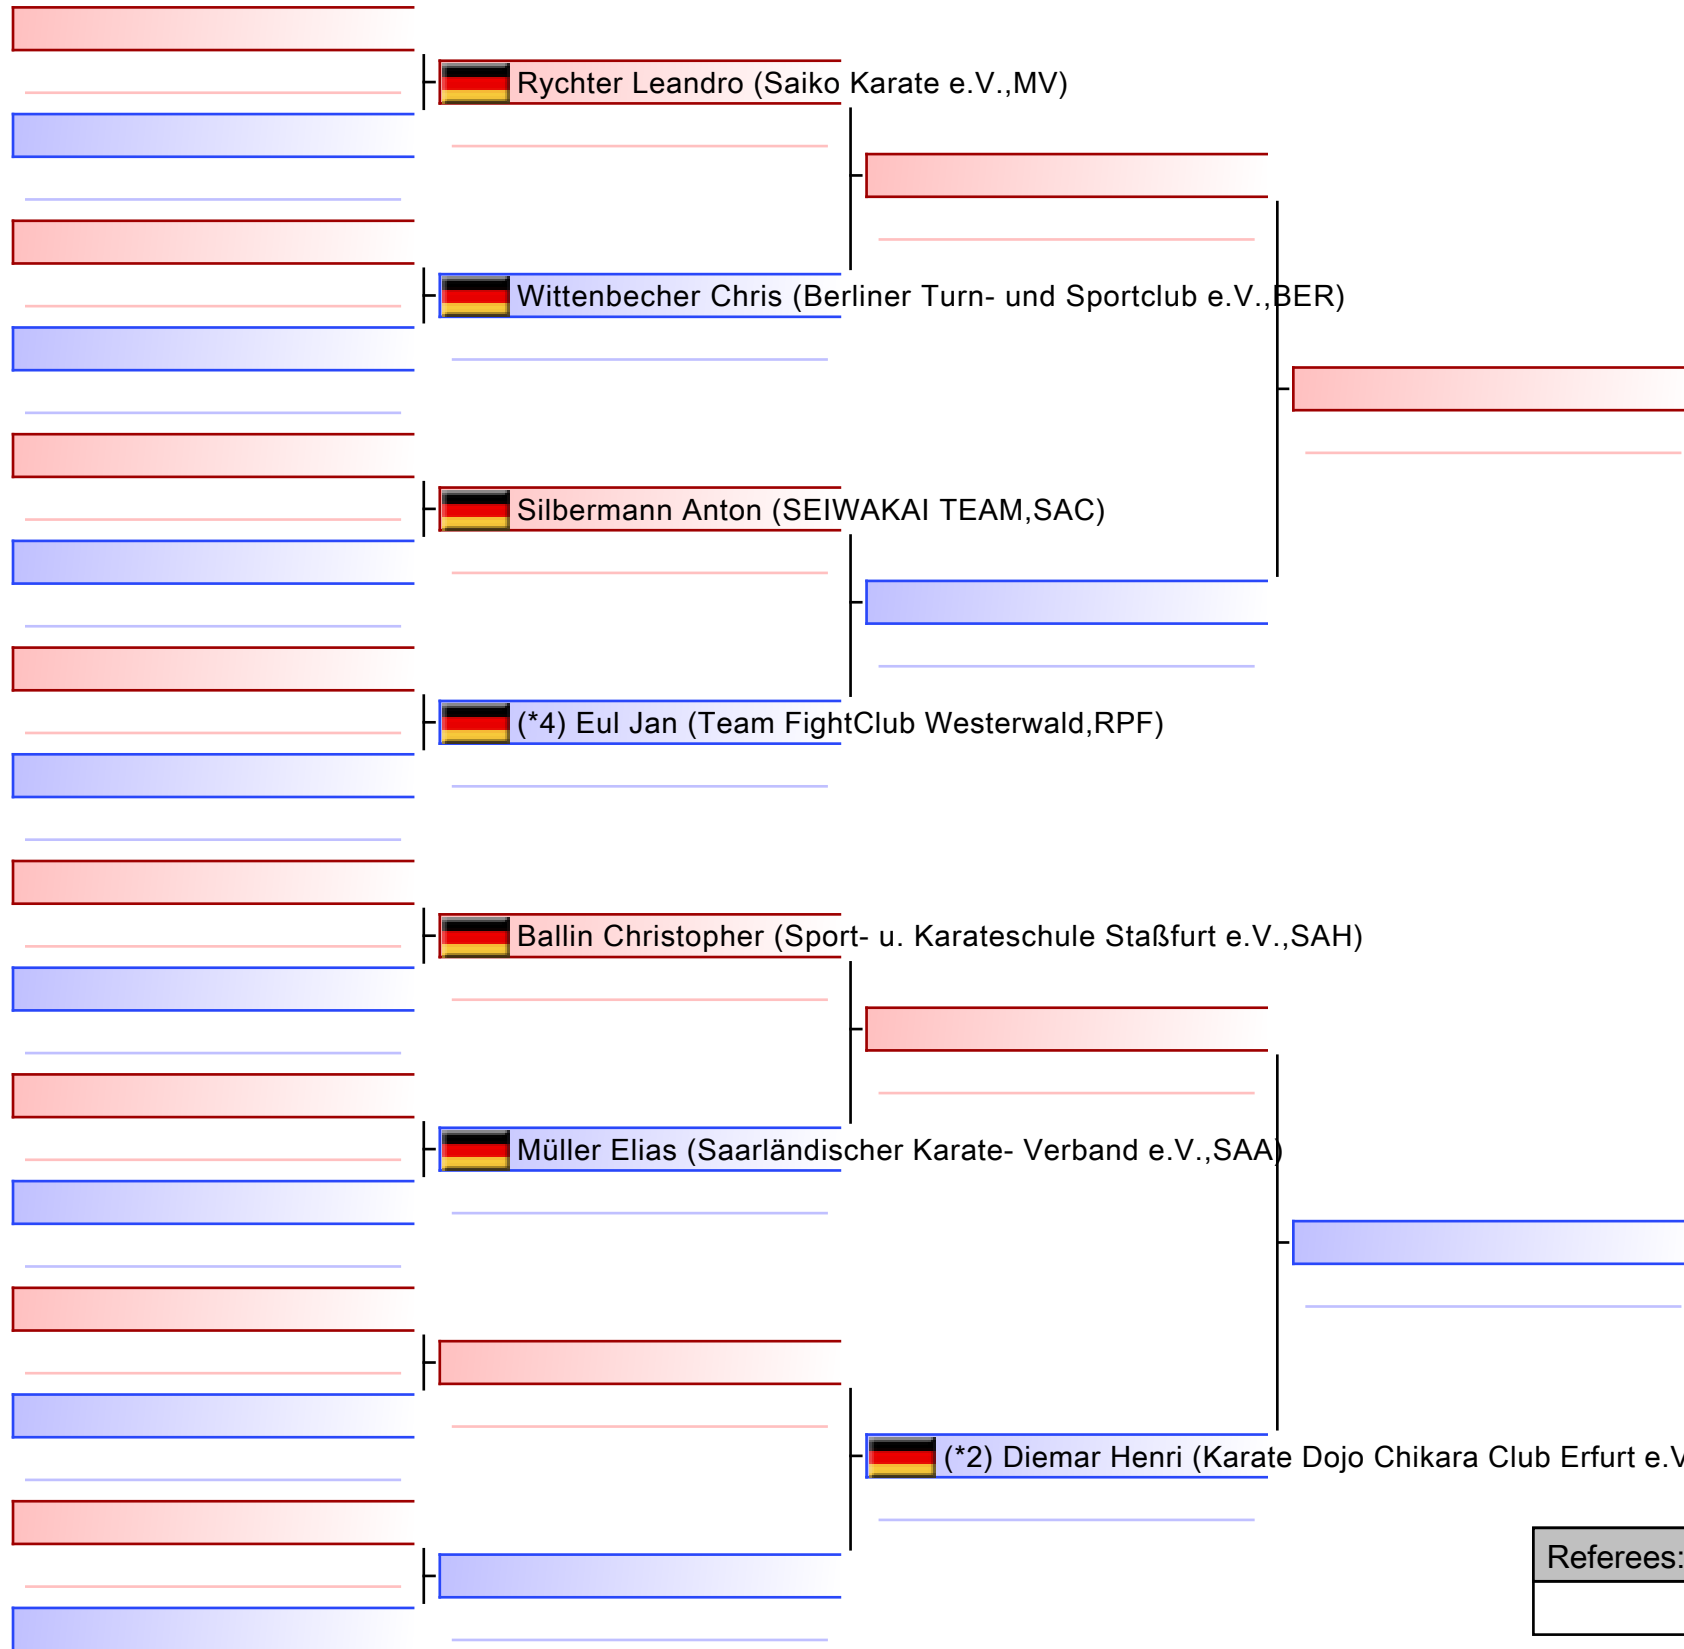 Rychter Leandro (Saiko Karate e.V.,MV)
Wittenbecher Chris (Berliner Turn- und Sportclub e.V.,BER)
Silbermann Anton (SEIWAKAI TEAM,SAC)
(*4) Eul Jan (Team FightClub Westerwald,RPF)
Ballin Christopher (Sport- u. Karateschule Staßfurt e.V.,SAH)
Müller Elias (Saarländischer Karate- Verband e.V.,SAA)
(*2) Diemar Henri (Karate Dojo Chikara Club Erfurt e.V
Referees: